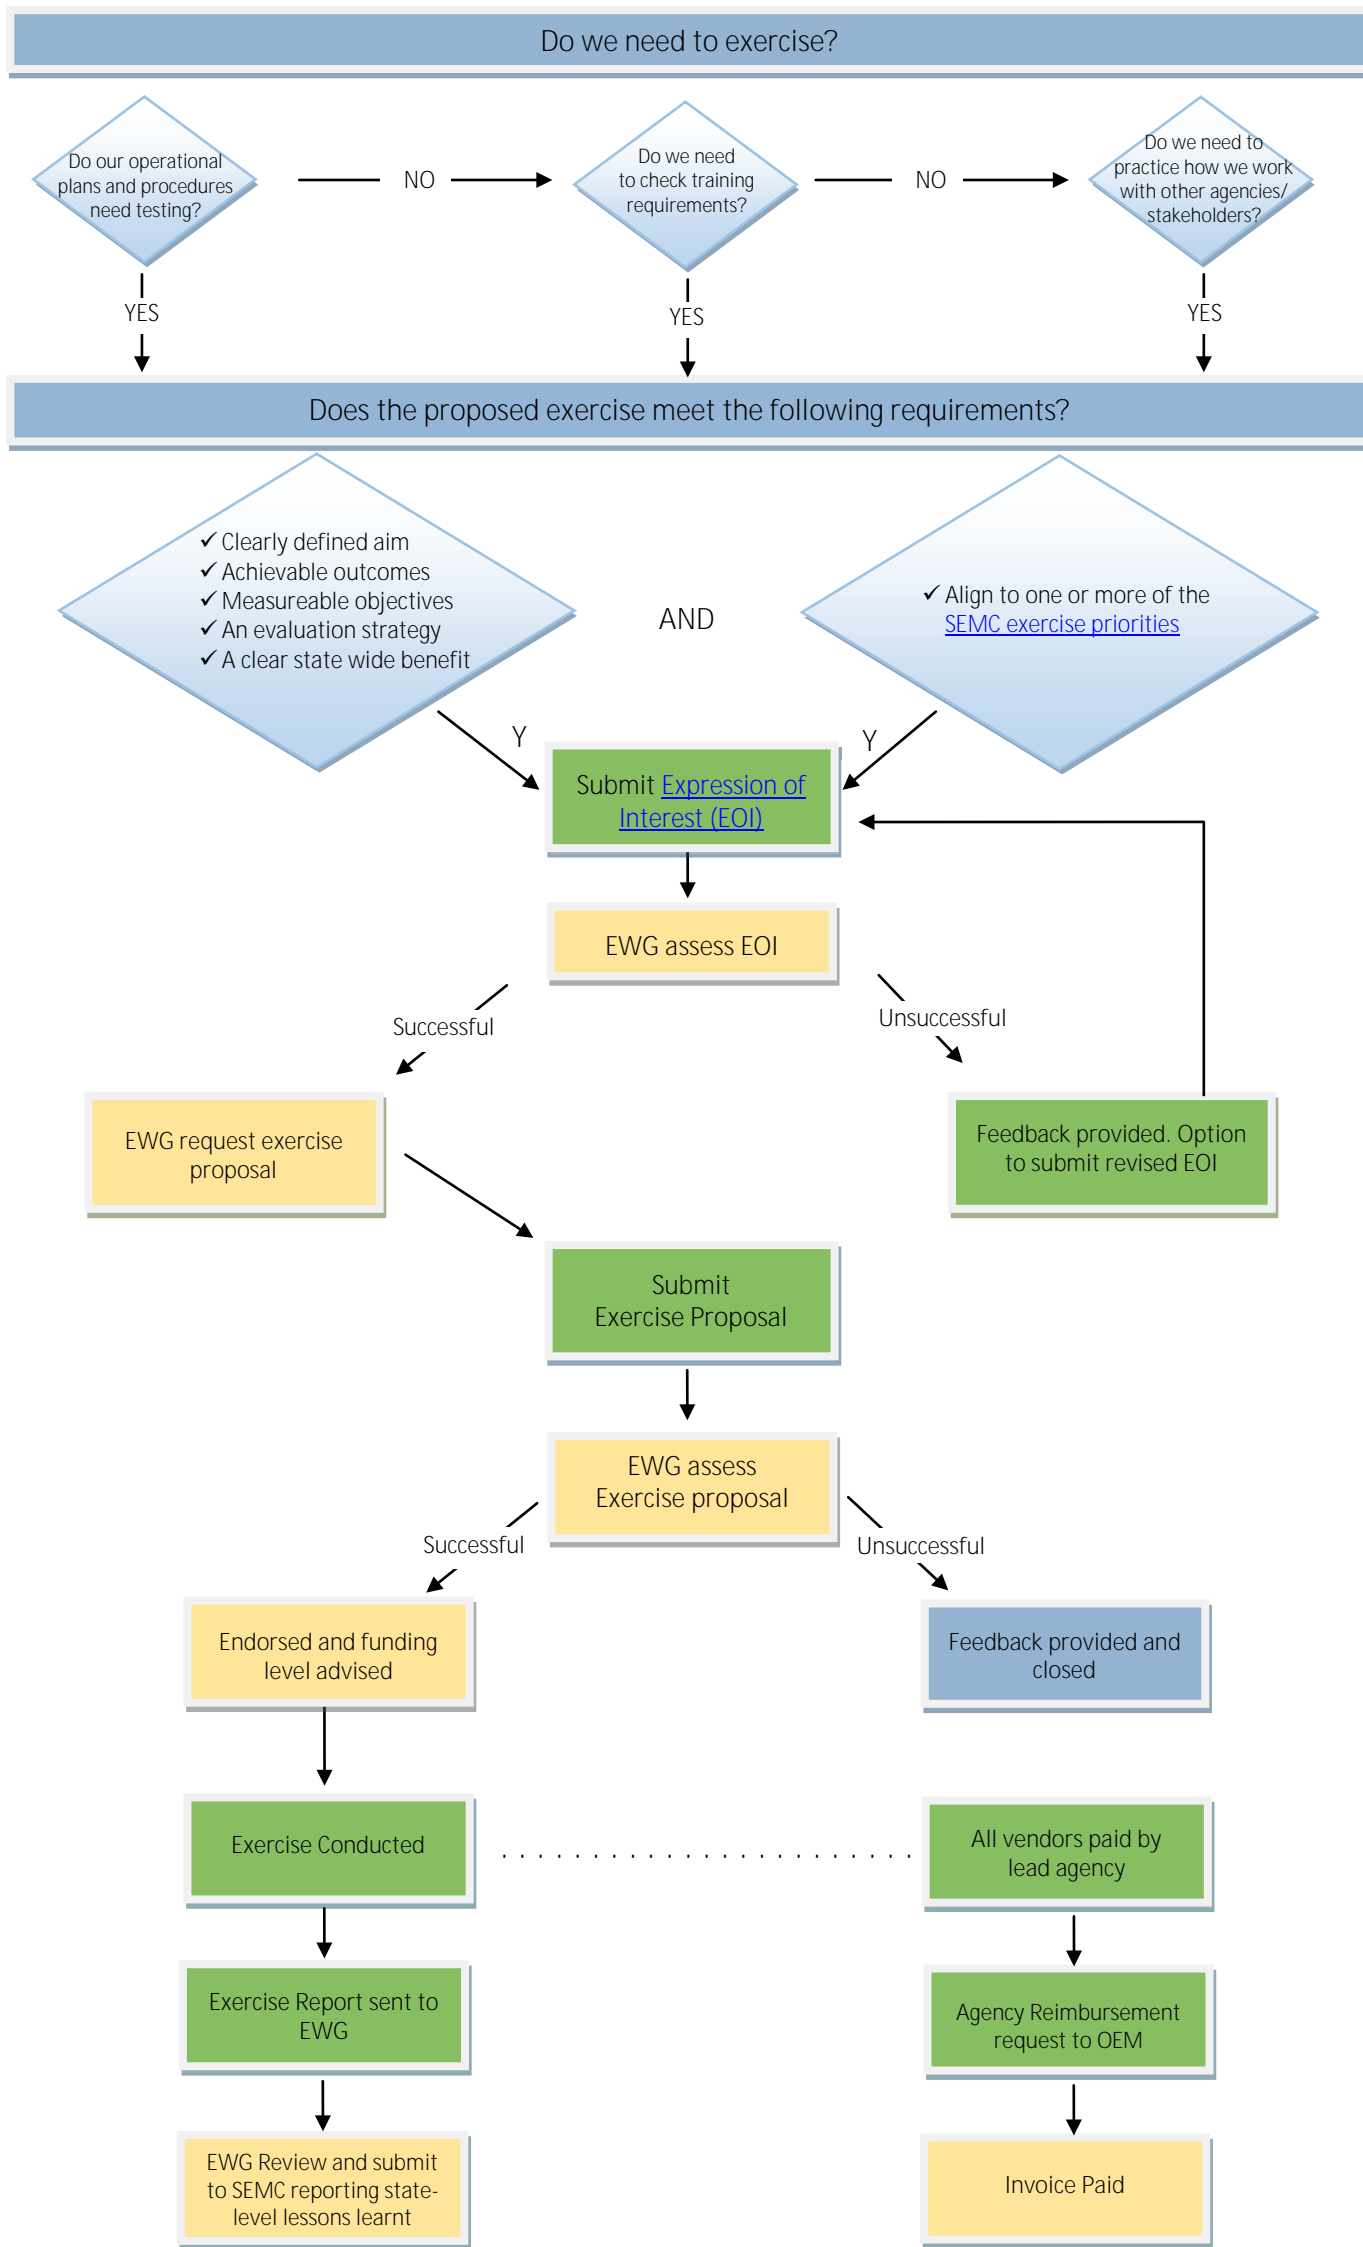 Do we need to exercise?
Do our operational
plans and procedures
need testing?
NO
Do we need
to check training
requirements?
NO
Do we need to
practice how we work
with other agencies/
stakeholders?
YES
YES
YES
Does the proposed exercise meet the following requirements?
✓ Clearly defined aim
✓ Achievable outcomes
✓ Measureable objectives
✓ An evaluation strategy
✓ A clear state wide benefit
AND
✓ Align to one or more of the
SEMC exercise priorities
Y
Y
Submit Expression of
Interest (EOI)
EWG assess EOI
Successful
Unsuccessful
EWG request exercise
proposal
Feedback provided. Option
to submit revised EOI
Submit
Exercise Proposal
EWG assess
Exercise proposal
Successful
Unsuccessful
Endorsed and funding
level advised
Feedback provided and
closed
Exercise Conducted
All vendors paid by
lead agency
Exercise Report sent to
EWG
Agency Reimbursement
request to OEM
EWG Review and submit
to SEMC reporting state-
level lessons learnt
Invoice Paid